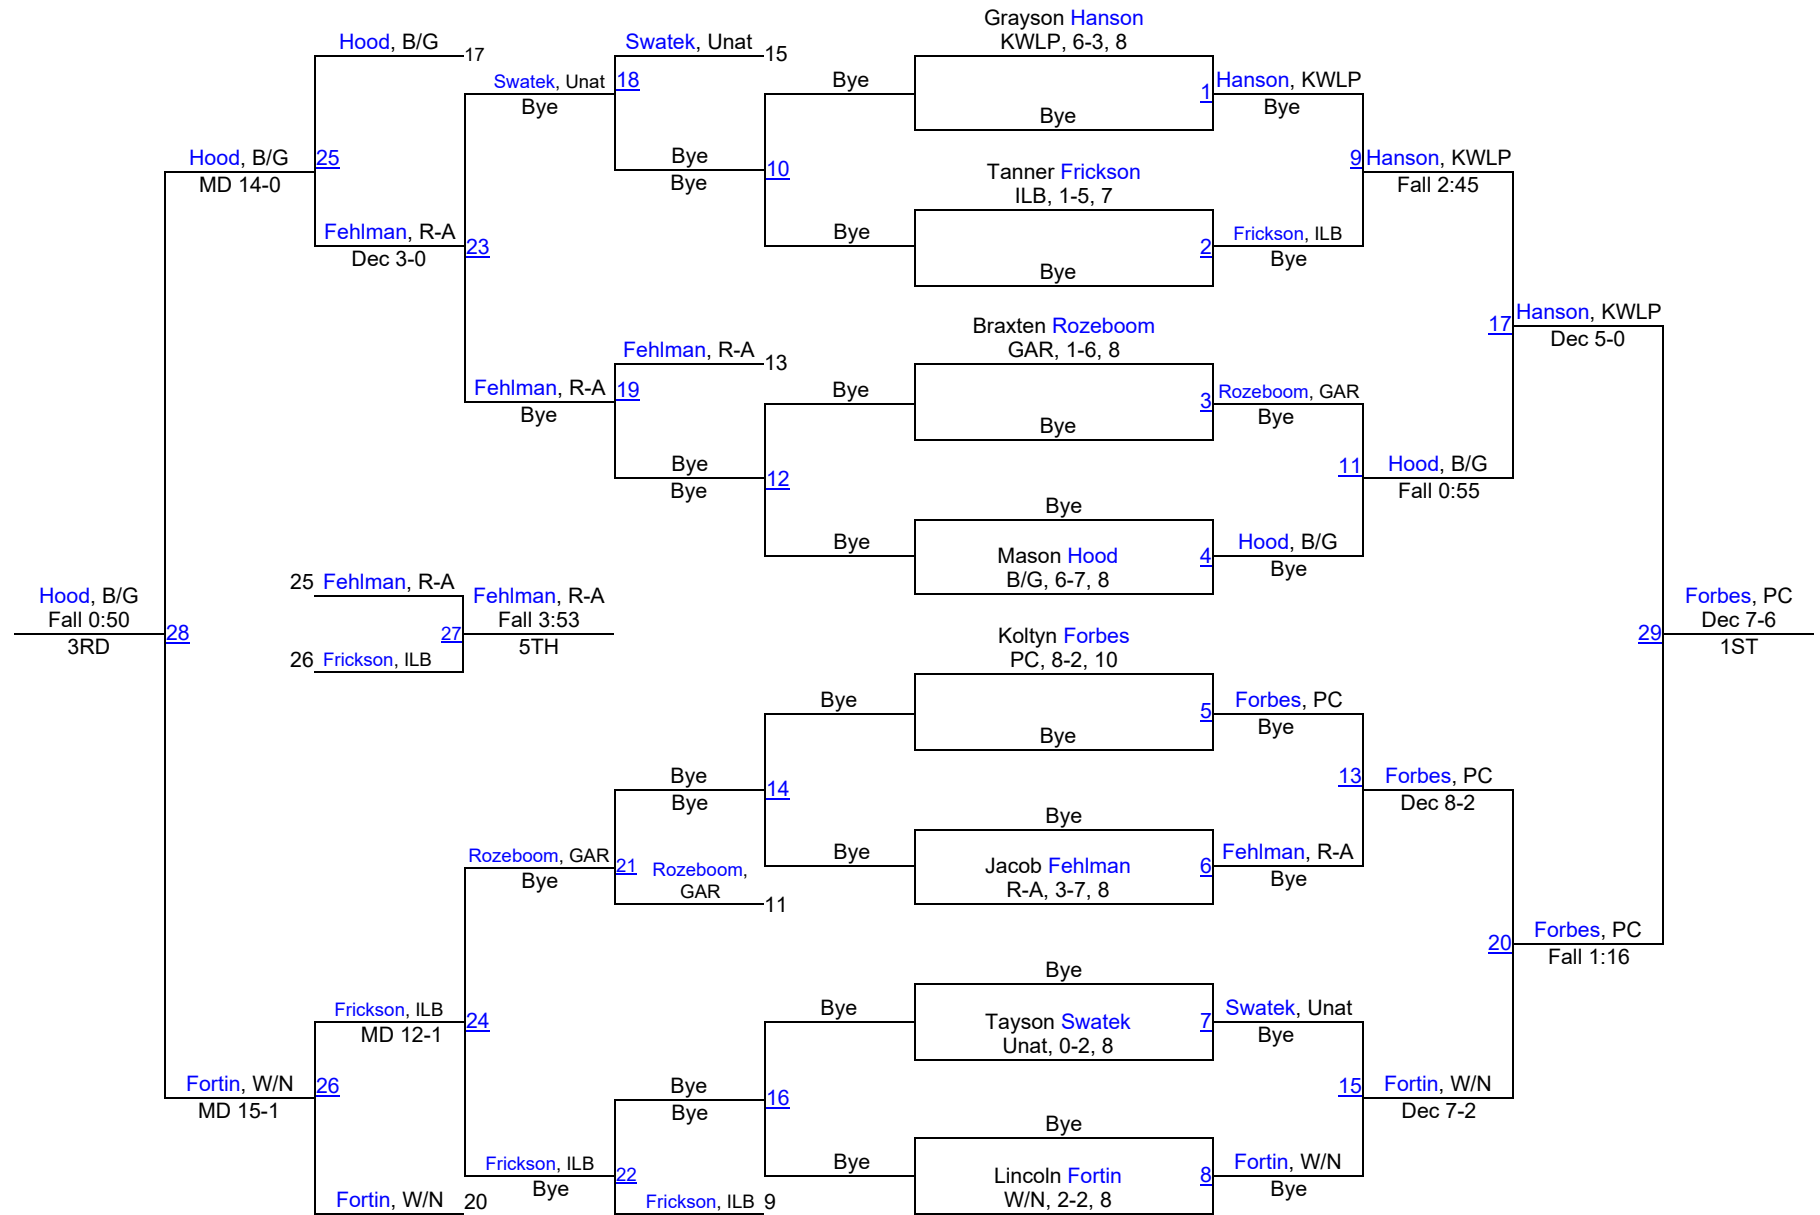 Grayson Hanson
KWLP, 6-3, 8
Hood, B/G
17
Swatek, Unat
15
Swatek, Unat
Bye
18
Bye
Bye
1
Hanson, KWLP
Bye
Hood, B/G
MD 14-0
25
Bye
Bye
10
Tanner Frickson
ILB, 1-5, 7
9
Hanson, KWLP
Fall 2:45
Fehlman, R-A
Dec 3-0
23
Bye
Bye
2
Frickson, ILB
Bye
Braxten Rozeboom
GAR, 1-6, 8
17
Hanson, KWLP
Dec 5-0
Fehlman, R-A
13
Fehlman, R-A
Bye
19
Bye
Bye
3
Rozeboom, GAR
Bye
Bye
Bye
12
11
Hood, B/G
Fall 0:55
Bye
Bye
Mason Hood
B/G, 6-7, 8
4
Hood, B/G
Bye
Hood, B/G
Fall 0:50
3RD
28
25
Fehlman, R-A
26
Frickson, ILB
27
Fehlman, R-A
Fall 3:53
5TH
Koltyn Forbes
PC, 8-2, 10
29
Forbes, PC
Dec 7-6
1ST
Bye
Bye
5
Forbes, PC
Bye
Bye
Bye
14
13
Forbes, PC
Dec 8-2
Rozeboom, GAR
Bye
21
Rozeboom,
GAR
11
Bye
Bye
Jacob Fehlman
R-A, 3-7, 8
6
Fehlman, R-A
Bye
20
Forbes, PC
Fall 1:16
Frickson, ILB
MD 12-1
24
Bye
Bye
Tayson Swatek
Unat, 0-2, 8
7
Swatek, Unat
Bye
Fortin, W/N
MD 15-1
26
Bye
Bye
16
15
Fortin, W/N
Dec 7-2
Frickson, ILB
Bye
22
Bye
Bye
Lincoln Fortin
W/N, 2-2, 8
8
Fortin, W/N
Bye
Fortin, W/N
20
Frickson, ILB
9